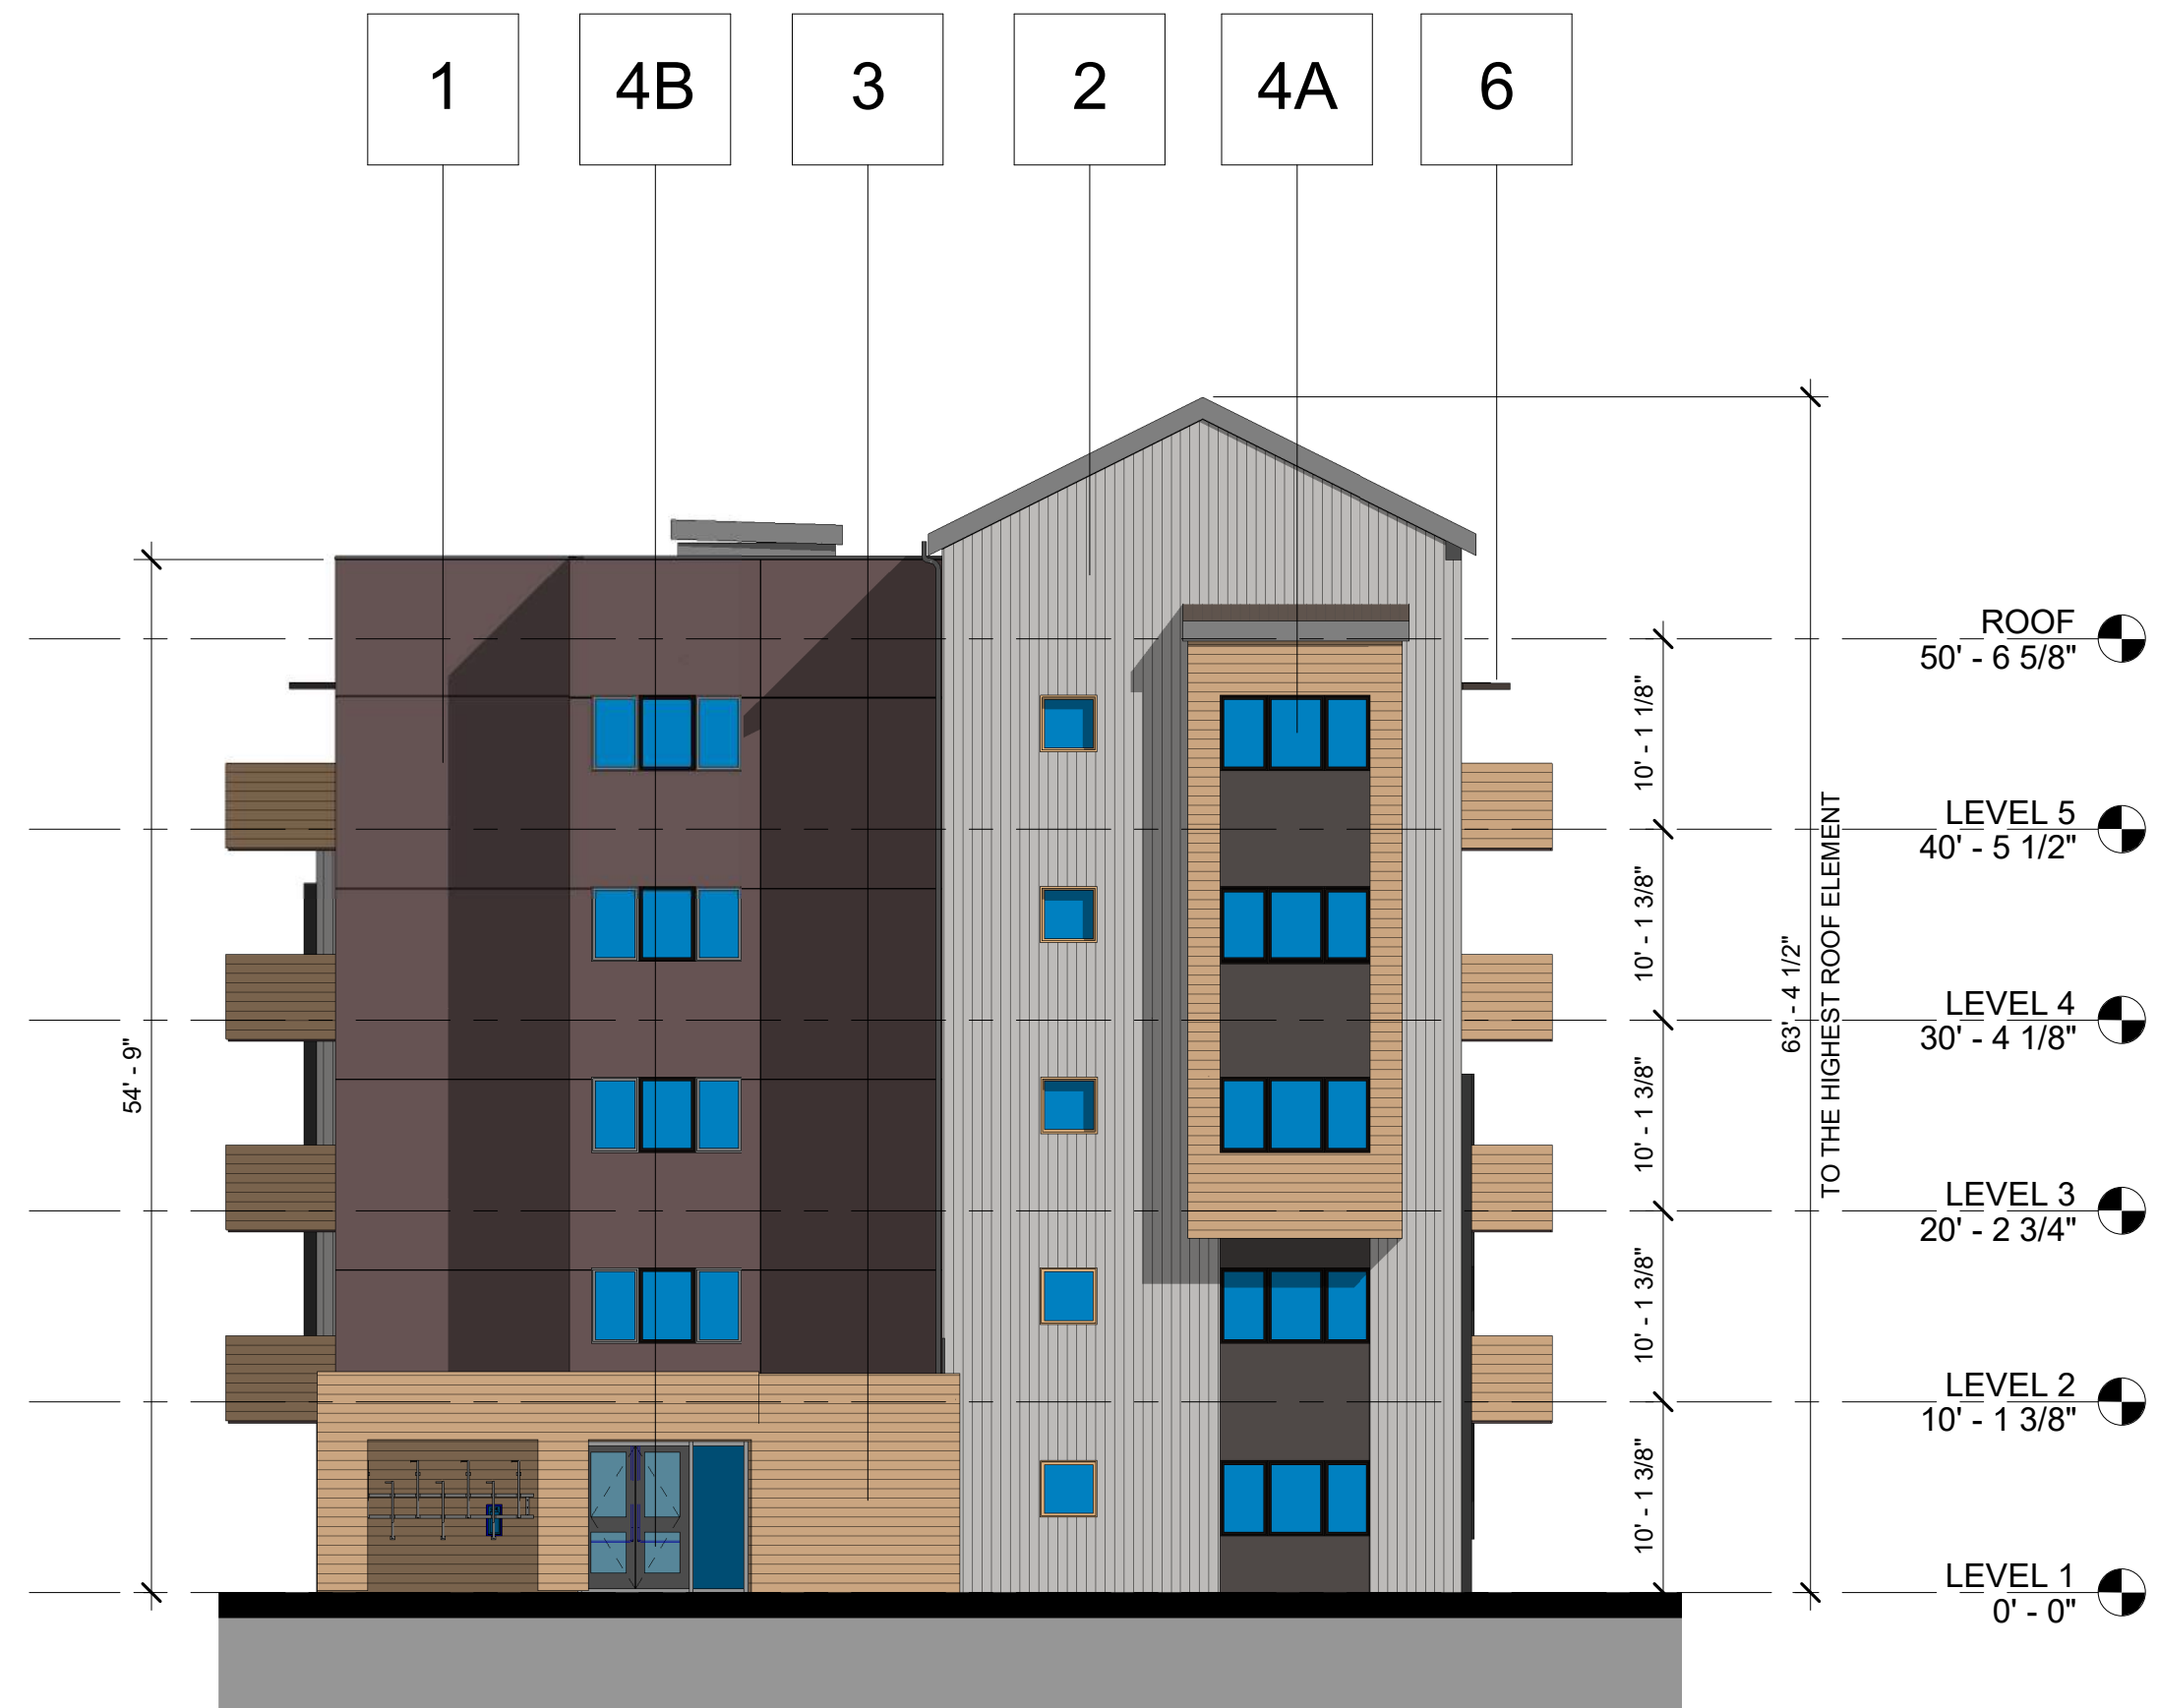 1
4B
3
2
4A
6
ROOF
50' - 6 5/8"
10' - 1 1/8"
LEVEL 5
40' - 5 1/2"
10' - 1 3/8"
LEVEL 4
30' - 4 1/8"
54' - 9"
63' - 4 1/2"
TO THE HIGHEST ROOF ELEMENT
10' - 1 3/8"
LEVEL 3
20' - 2 3/4"
10' - 1 3/8"
LEVEL 2
10' - 1 3/8"
10' - 1 3/8"
LEVEL 1
0' - 0"